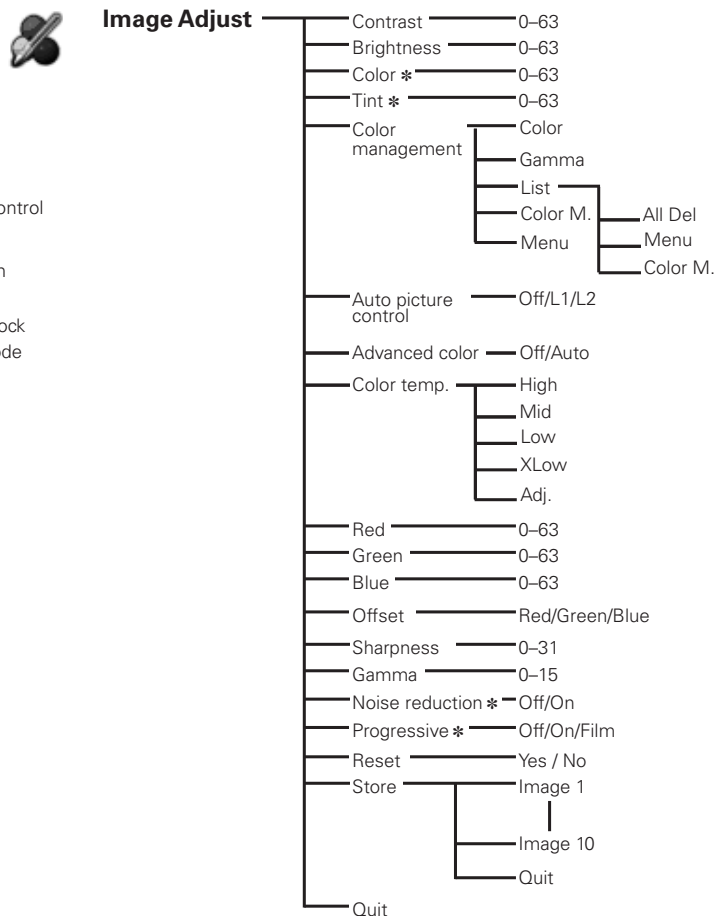 Image Adjust
Contrast 0–63
Brightness 0–63
Color * 0–63
Tint * 0–63
Color management Color
Gamma
List
Color M. All Del
Menu Menu
Color M.
Auto picture control Off/L1/L2
Advanced color Off/Auto
Color temp. High
Mid
Low
XLow
Adj.
Red 0–63
Green 0–63
Blue 0–63
Offset Red/Green/Blue
Sharpness 0–31
Gamma 0–15
Noise reduction * Off/On
Progressive * Off/On/Film
Reset Yes / No
Store Image 1
Image 10
Quit
Quit